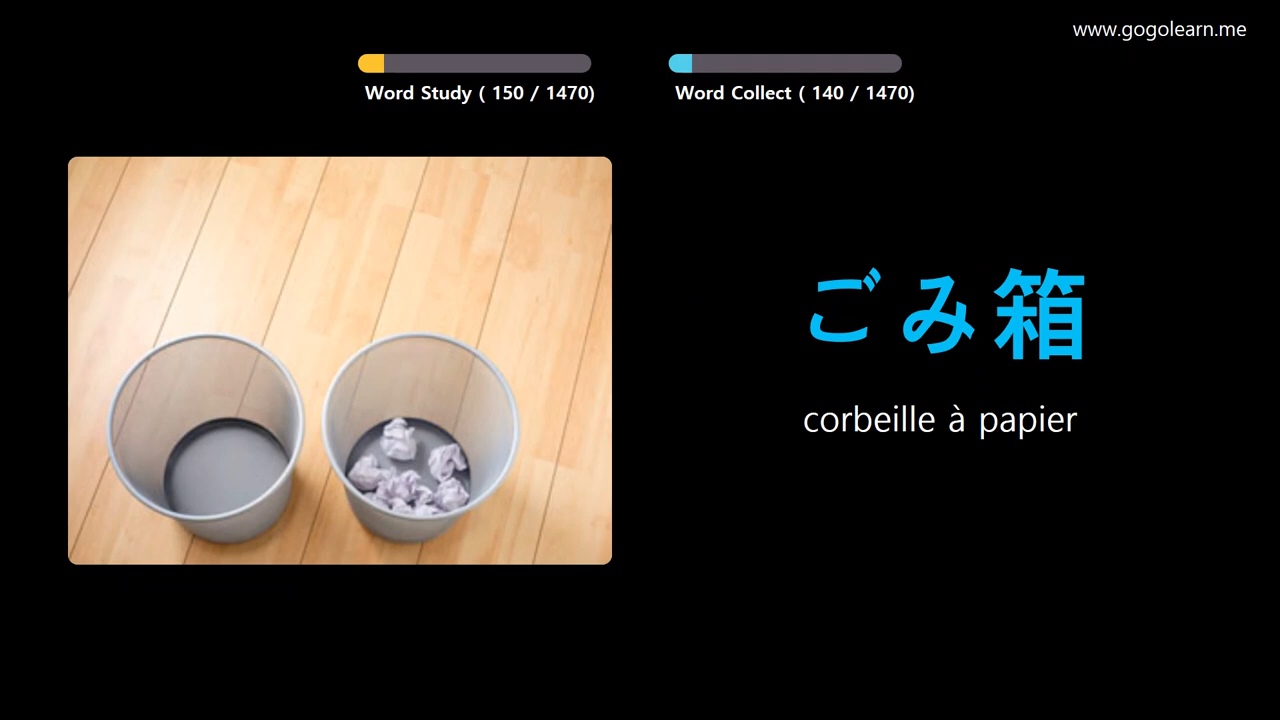 www.gogolearn.me
Word Study ( 150 / 1470)
Word Collect ( 140 / 1470)
ごみ箱
corbeille à papier